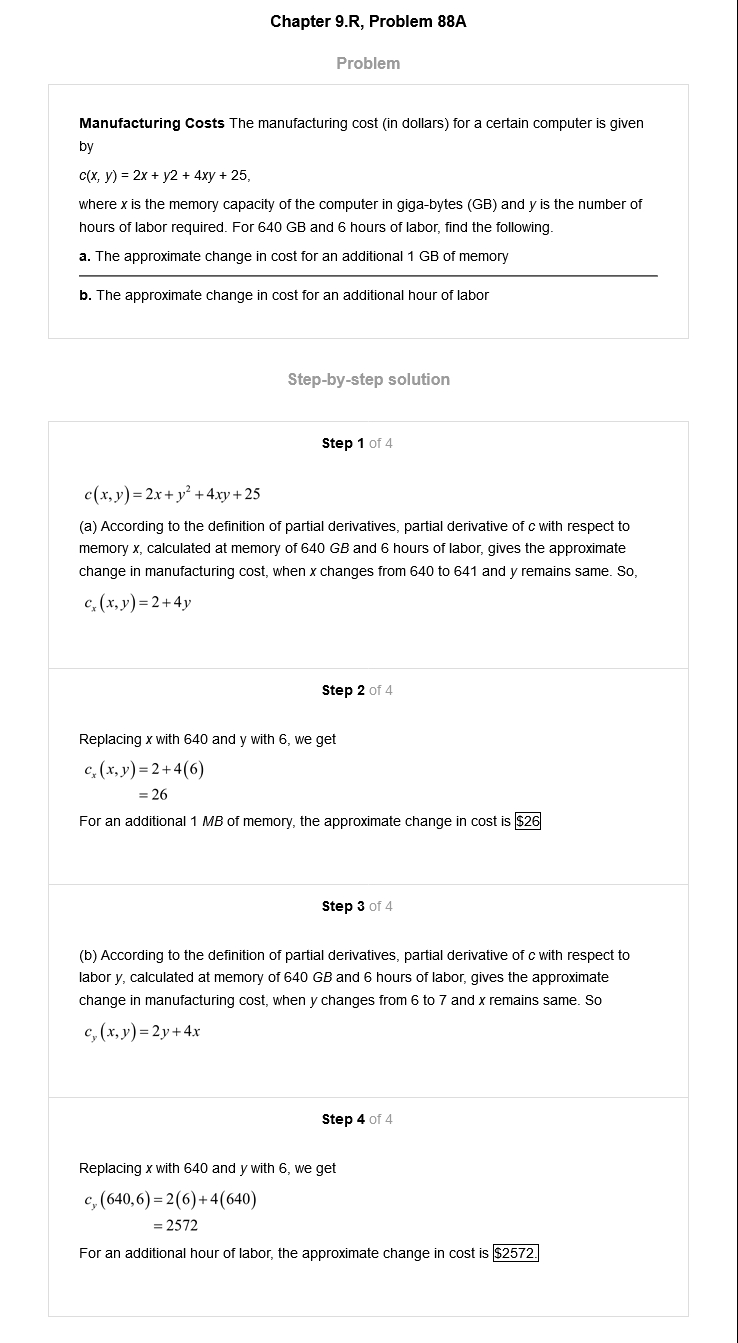 Chapter 9.R, Problem 88A
Problem
Manufacturing Costs The manufacturing cost (in dollars) for a certain computer is given
by
c(x, y) = 2x + y2 + 4xy + 25,
where x is the memory capacity of the computer in giga-bytes (GB) and y is the number of
hours of labor required. For 640 GB and 6 hours of labor, find the following.
a. The approximate change in cost for an additional 1 GB of memory
b. The approximate change in cost for an additional hour of labor
Step-by-step solution
Step 1 of 4
c(x,y)=2x+y²+4xy+25
(a) According to the definition of partial derivatives, partial derivative of c with respect to
memory x, calculated at memory of 640 GB and 6 hours of labor, gives the approximate
change in manufacturing cost, when x changes from 640 to 641 and y remains same. So,
cₓ(x,y)=2+4y
Step 2 of 4
Replacing x with 640 and y with 6, we get
cₓ(x,y)=2+4(6)
=26
For an additional 1 MB of memory, the approximate change in cost is $26
Step 3 of 4
(b) According to the definition of partial derivatives, partial derivative of c with respect to
labor y, calculated at memory of 640 GB and 6 hours of labor, gives the approximate
change in manufacturing cost, when y changes from 6 to 7 and x remains same. So
c_y(x,y)=2y+4x
Step 4 of 4
Replacing x with 640 and y with 6, we get
c_y(640,6)=2(6)+4(640)
=2572
For an additional hour of labor, the approximate change in cost is $2572.